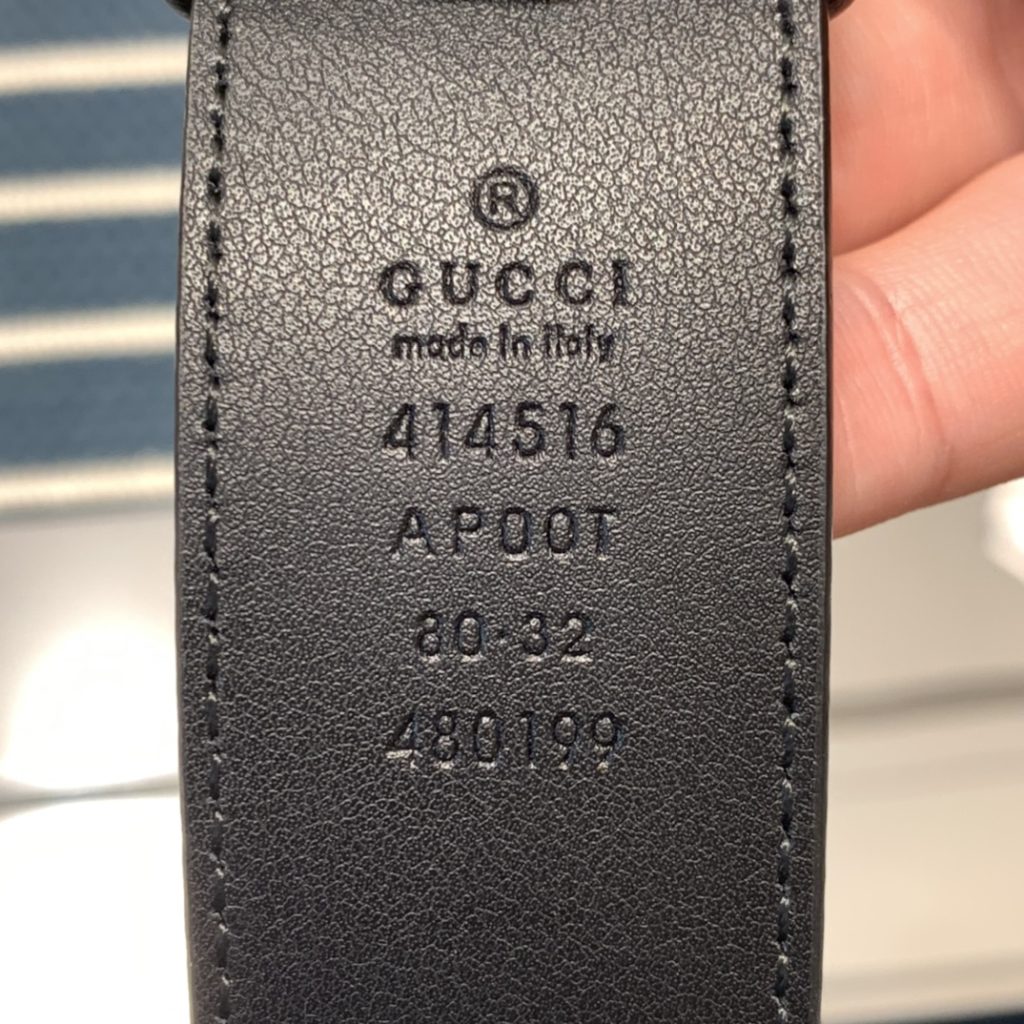 ®
GUCCI
made in italy
414516
AP00T
80·32
480199